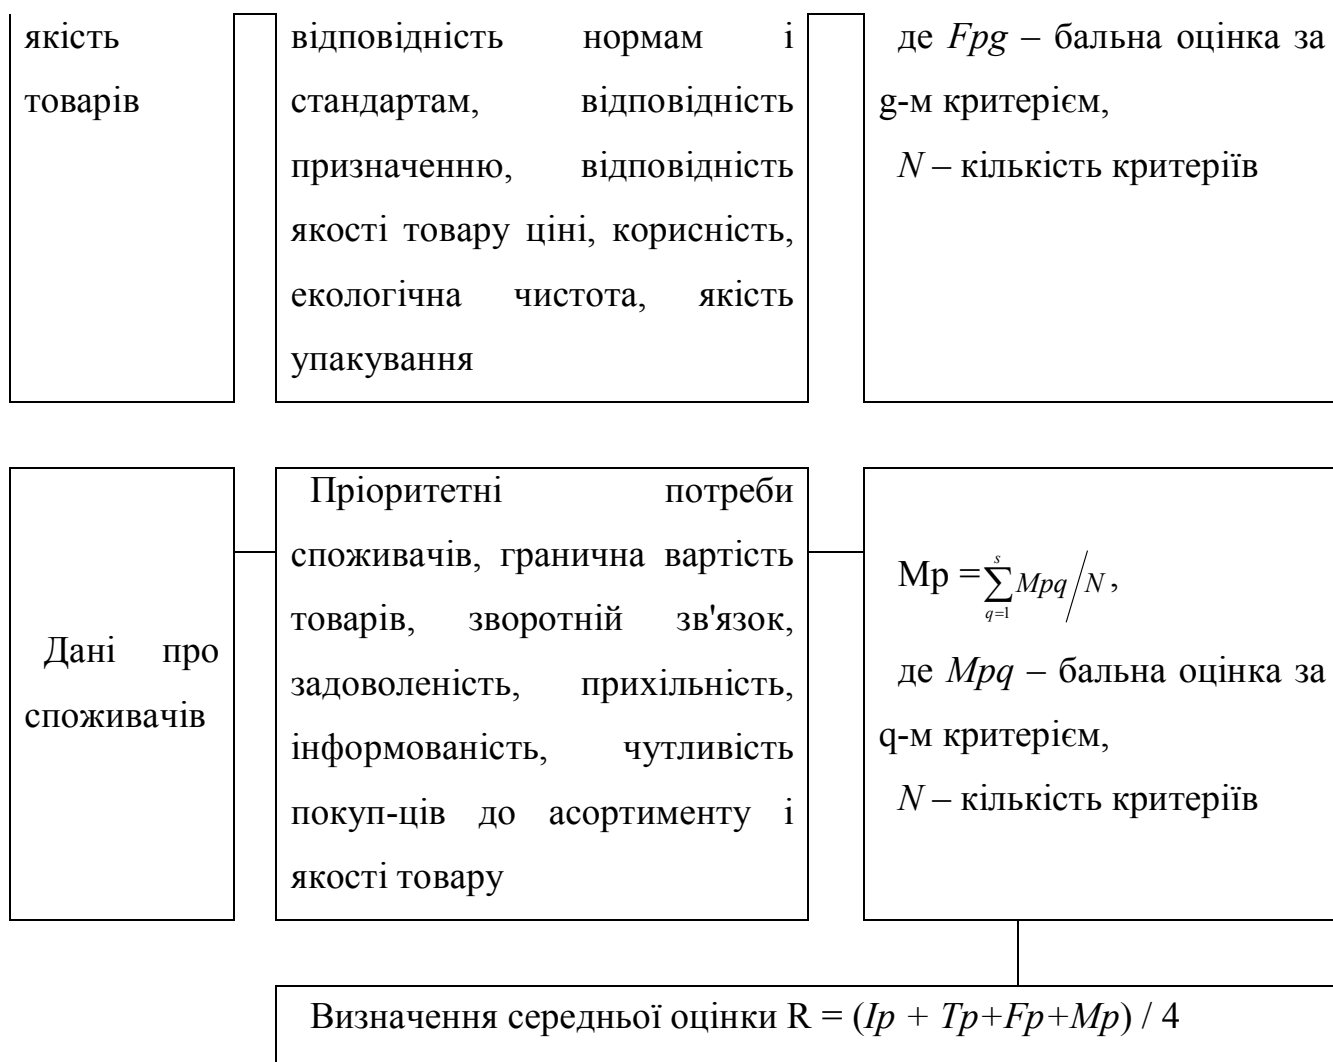 якість
товарів
відповідність нормам і
стандартам, відповідність
призначенню, відповідність
якості товару ціні, корисність,
екологічна чистота, якість
упакування
де Fpg – бальна оцінка за
g-м критерієм,
N – кількість критеріїв
Дані про
споживачів
Пріоритетні потреби
споживачів, гранична вартість
товарів, зворотній зв'язок,
задоволеність, прихільність,
інформованість, чутливість
покуп-ців до асортименту і
якості товару
Mp = ∑_{q=1}^{s} Mpq / N ,
де Mpq – бальна оцінка за
q-м критерієм,
N – кількість критеріїв
Визначення середньої оцінки R = (Ip + Tp+Fp+Mp) / 4